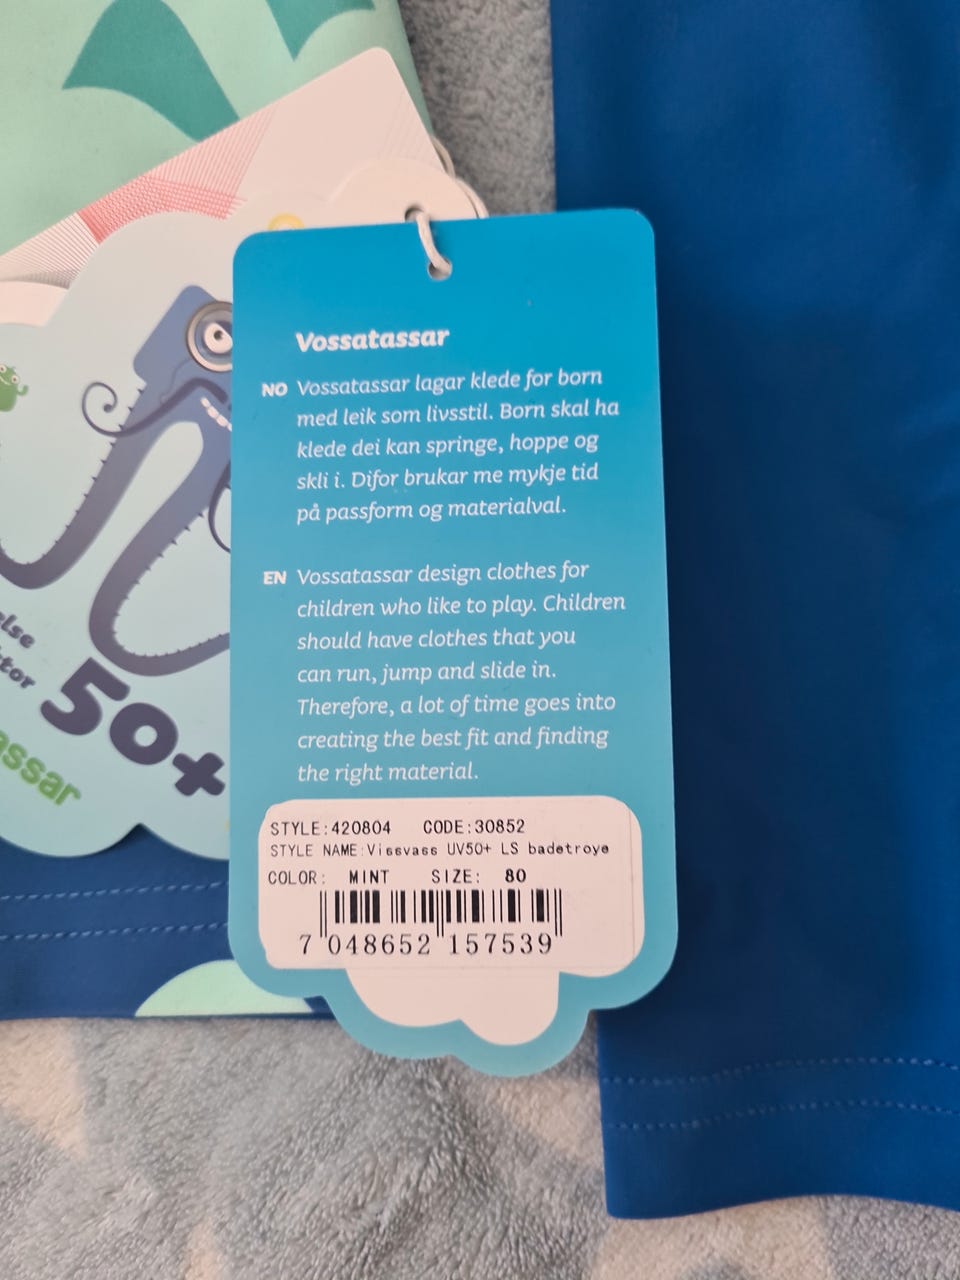 Vossatassar
NO Vossatassar lagar klede for born
med leik som livsstil. Born skal ha
klede dei kan springe, hoppe og
skli i. Difor brukar me mykje tid
på passform og materialval.
EN Vossatassar design clothes for
children who like to play. Children
should have clothes that you
can run, jump and slide in.
Therefore, a lot of time goes into
creating the best fit and finding
the right material.
STYLE:420804 CODE:30852
STYLE NAME:Vissvass UV50+ LS badetroye
COLOR: MINT SIZE: 80
7 048652 157539
50+